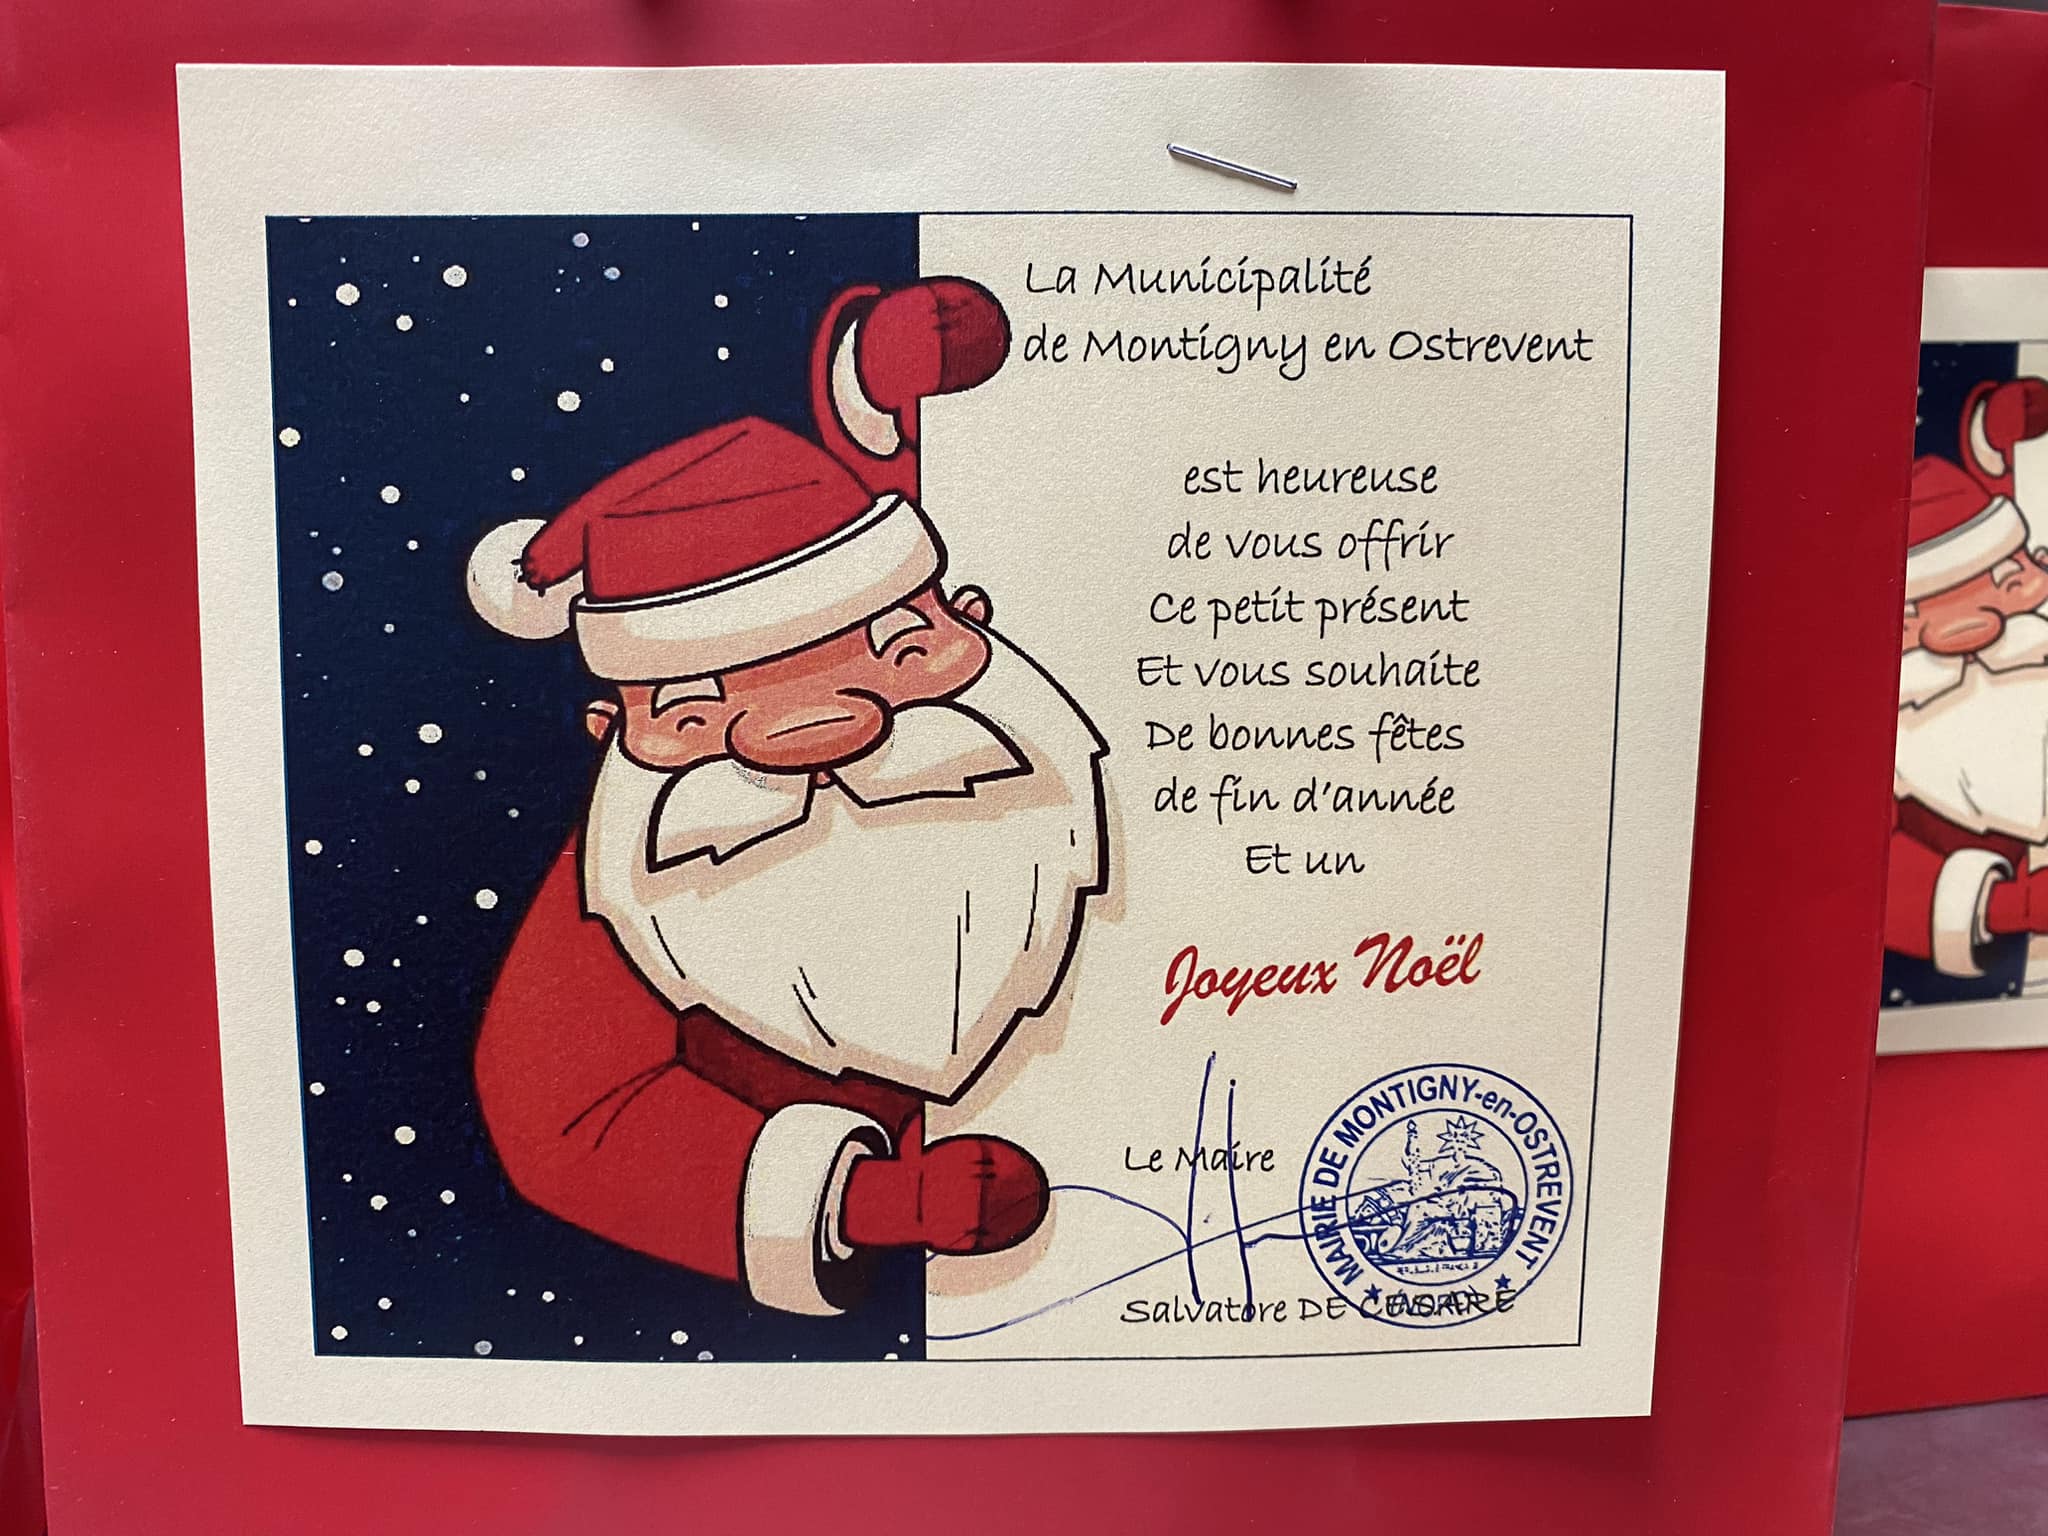 La Municipalité
de Montigny en Ostrevent
est heureuse
de vous offrir
Ce petit présent
Et vous souhaite
De bonnes fêtes
de fin d'année
Et un
Joyeux Noël
Le Maire
MAIRIE DE MONTIGNY-en-OSTREVENT
Salvatore DE CESARE